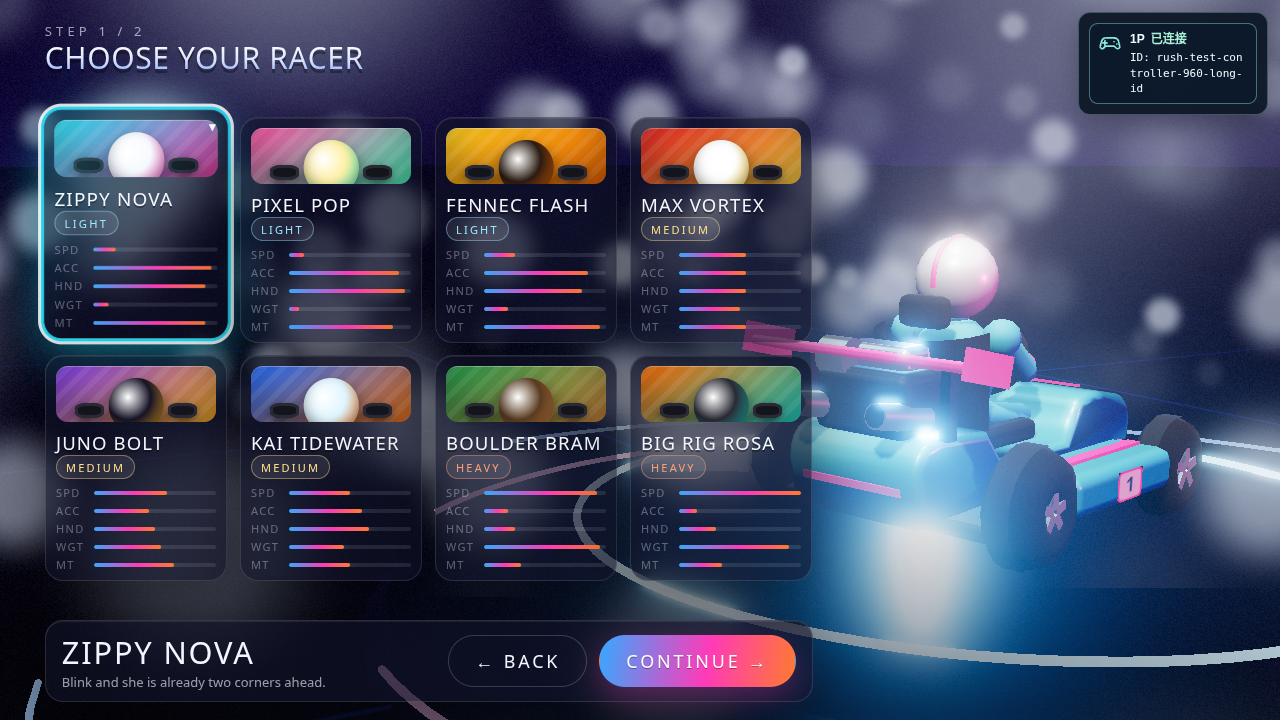 STEP 1 / 2
CHOOSE YOUR RACER
1P 已连接
ID: rush-test-con
troller-960-long-
id
▼
ZIPPY NOVA
LIGHT
SPD
ACC
HND
WGT
MT
PIXEL POP
LIGHT
SPD
ACC
HND
WGT
MT
FENNEC FLASH
LIGHT
SPD
ACC
HND
WGT
MT
MAX VORTEX
MEDIUM
SPD
ACC
HND
WGT
MT
JUNO BOLT
MEDIUM
SPD
ACC
HND
WGT
MT
KAI TIDEWATER
MEDIUM
SPD
ACC
HND
WGT
MT
BOULDER BRAM
HEAVY
SPD
ACC
HND
WGT
MT
BIG RIG ROSA
HEAVY
SPD
ACC
HND
WGT
MT
1
ZIPPY NOVA
Blink and she is already two corners ahead.
← BACK
CONTINUE →